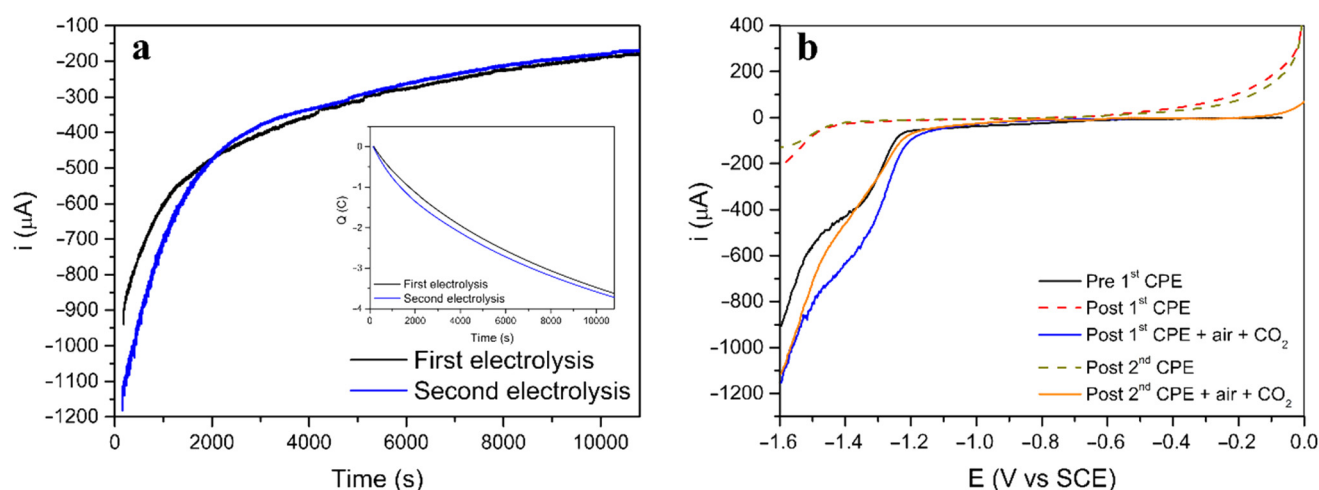 a
−100
−200
−300
−400
−500
−600
−700
−800
−900
−1000
−1100
−1200
i (μA)
0 2000 4000 6000 8000 10000
Time (s)
First electrolysis
Second electrolysis
0
−1
−2
−3
−4
Q (C)
0 2000 4000 6000 8000 10000
Time (s)
First electrolysis
Second electrolysis
b
400
200
0
−200
−400
−600
−800
−1000
−1200
i (μA)
−1.6 −1.4 −1.2 −1.0 −0.8 −0.6 −0.4 −0.2 0.0
E (V vs SCE)
Pre 1st CPE
Post 1st CPE
Post 1st CPE + air + CO2
Post 2nd CPE
Post 2nd CPE + air + CO2